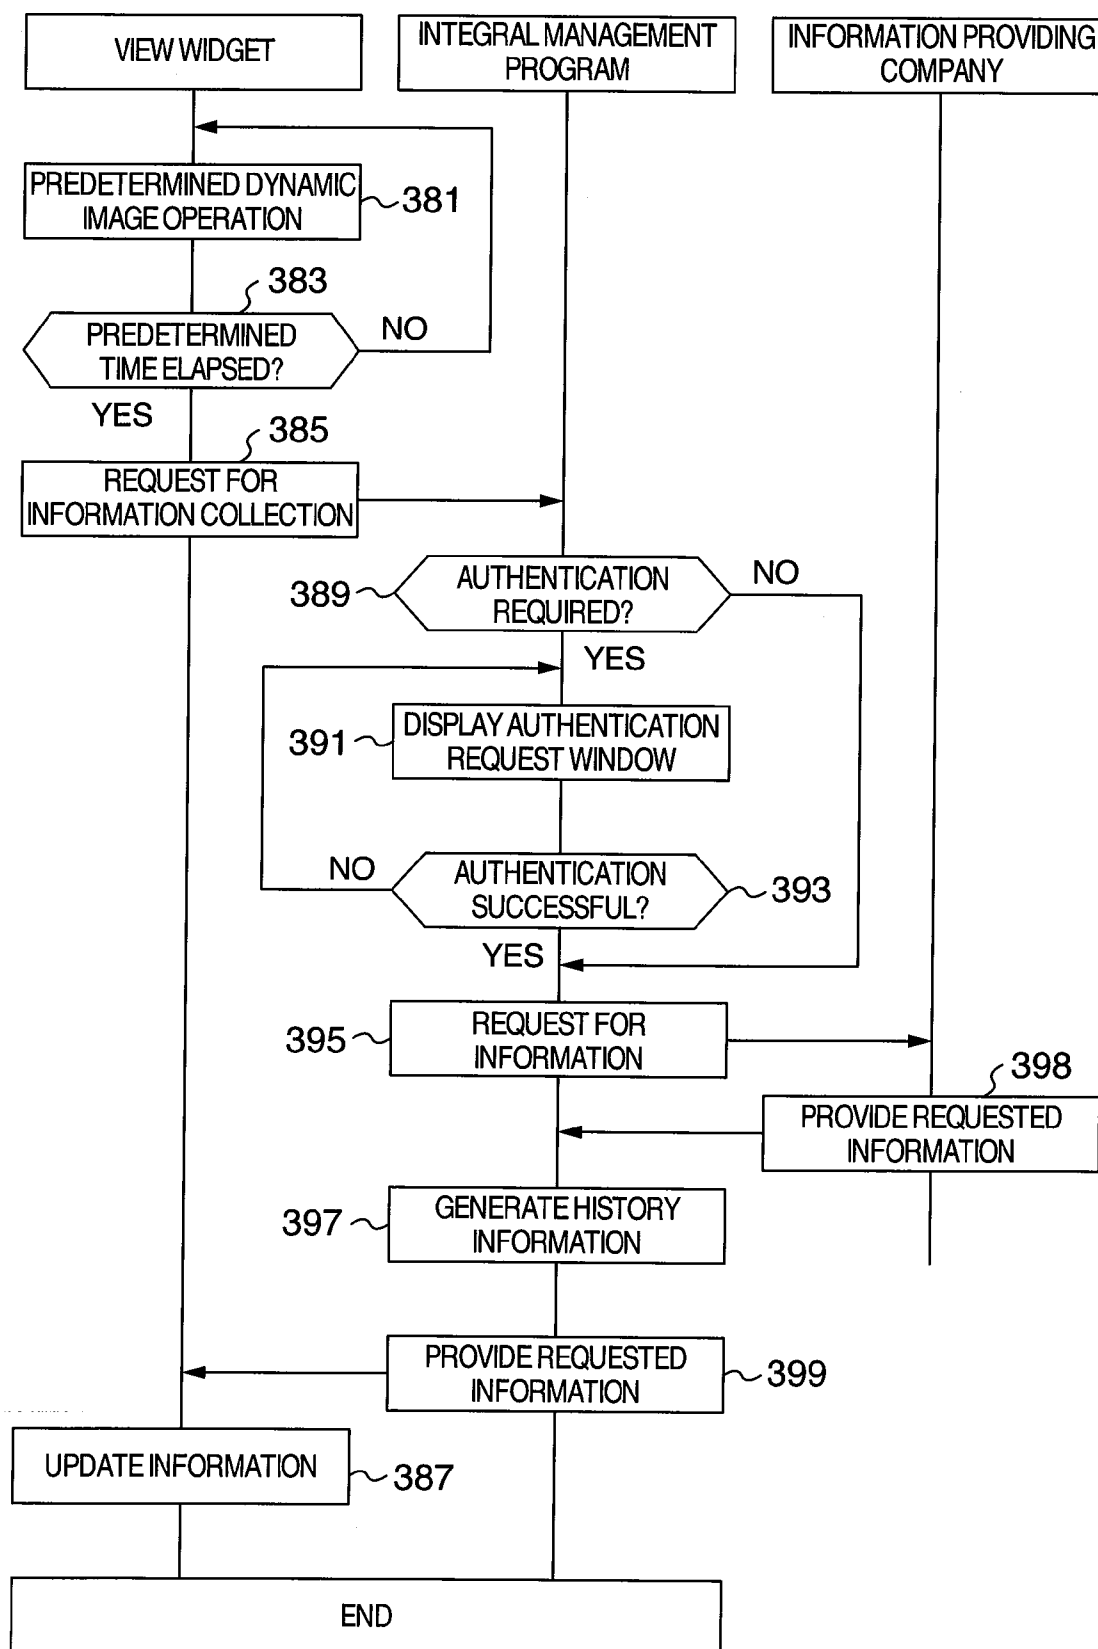 VIEW WIDGET
INTEGRAL MANAGEMENT
PROGRAM
INFORMATION PROVIDING
COMPANY
PREDETERMINED DYNAMIC
IMAGE OPERATION
381
383
PREDETERMINED
TIME ELAPSED?
NO
YES
385
REQUEST FOR
INFORMATION COLLECTION
389
AUTHENTICATION
REQUIRED?
NO
YES
391
DISPLAY AUTHENTICATION
REQUEST WINDOW
NO
AUTHENTICATION
SUCCESSFUL?
393
YES
395
REQUEST FOR
INFORMATION
398
PROVIDE REQUESTED
INFORMATION
397
GENERATE HISTORY
INFORMATION
PROVIDE REQUESTED
INFORMATION
399
UPDATE INFORMATION
387
END